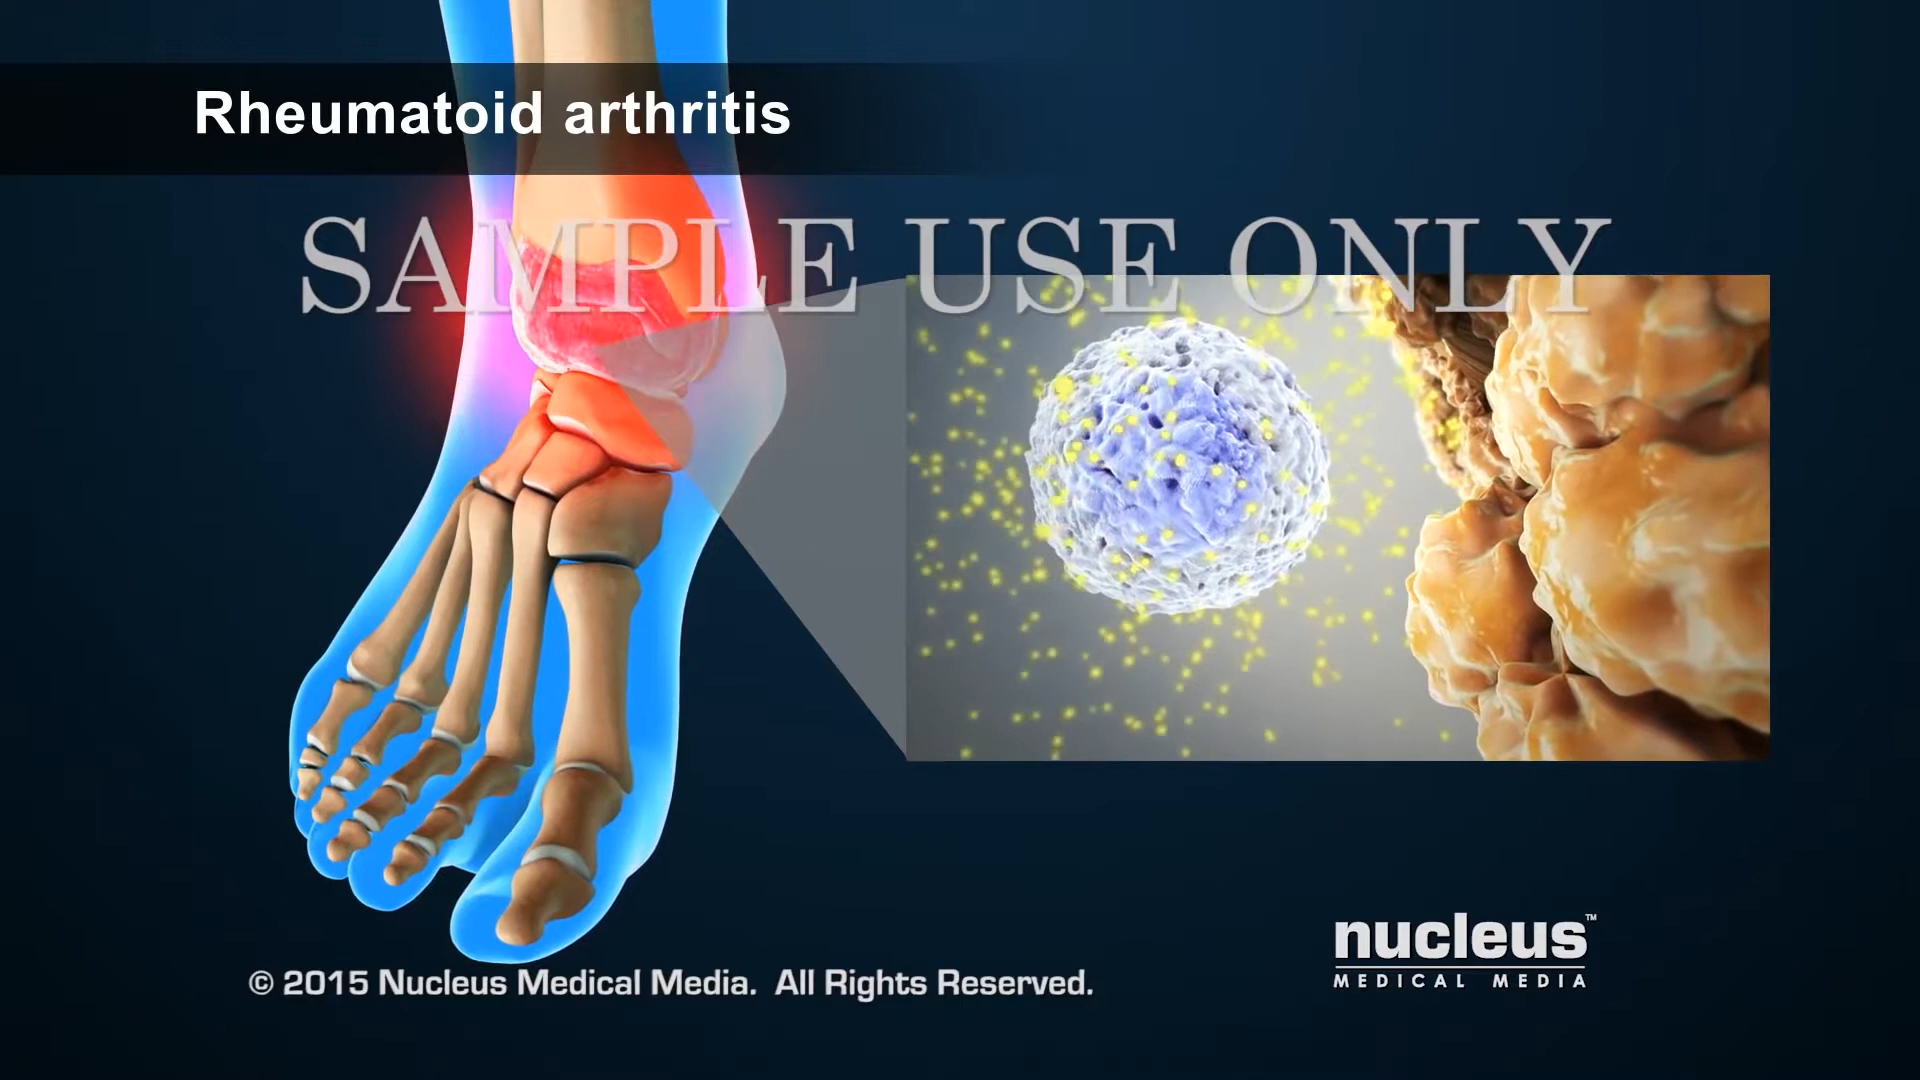 Rheumatoid arthritis
SAMPLE USE ONLY
nucleus™
MEDICAL MEDIA
© 2015 Nucleus Medical Media. All Rights Reserved.